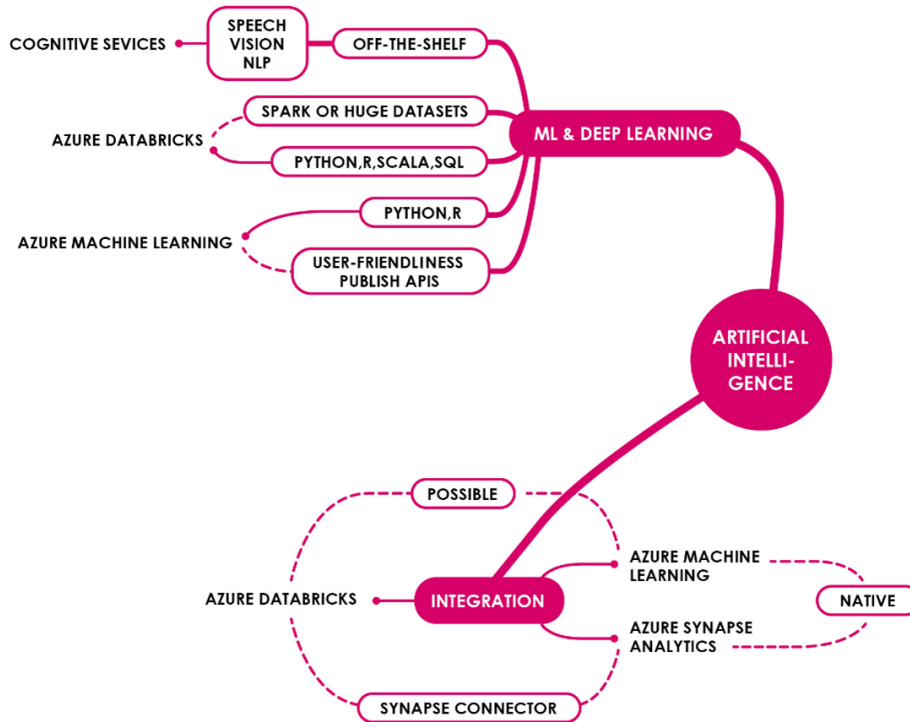 COGNITIVE SEVICES
SPEECH
VISION
NLP
OFF-THE-SHELF
SPARK OR HUGE DATASETS
AZURE DATABRICKS
PYTHON,R,SCALA,SQL
ML & DEEP LEARNING
PYTHON,R
AZURE MACHINE LEARNING
USER-FRIENDLINESS
PUBLISH APIS
ARTIFICIAL
INTELLI-
GENCE
POSSIBLE
AZURE MACHINE
LEARNING
AZURE DATABRICKS
INTEGRATION
NATIVE
AZURE SYNAPSE
ANALYTICS
SYNAPSE CONNECTOR